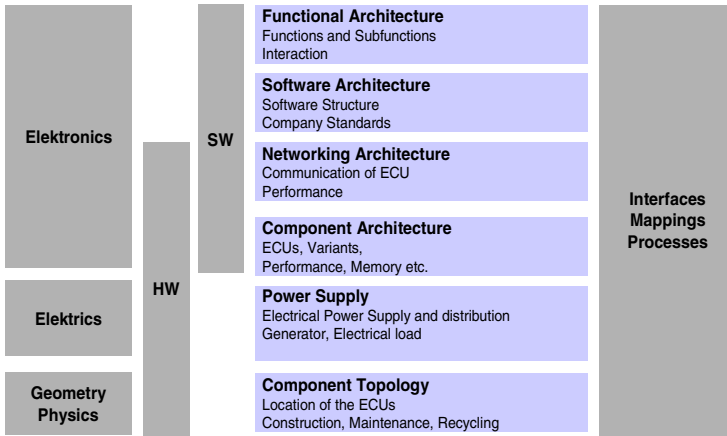 Elektronics
Elektrics
Geometry
Physics
HW
SW
Functional Architecture
Functions and Subfunctions
Interaction
Software Architecture
Software Structure
Company Standards
Networking Architecture
Communication of ECU
Performance
Component Architecture
ECUs, Variants,
Performance, Memory etc.
Power Supply
Electrical Power Supply and distribution
Generator, Electrical load
Component Topology
Location of the ECUs
Construction, Maintenance, Recycling
Interfaces
Mappings
Processes